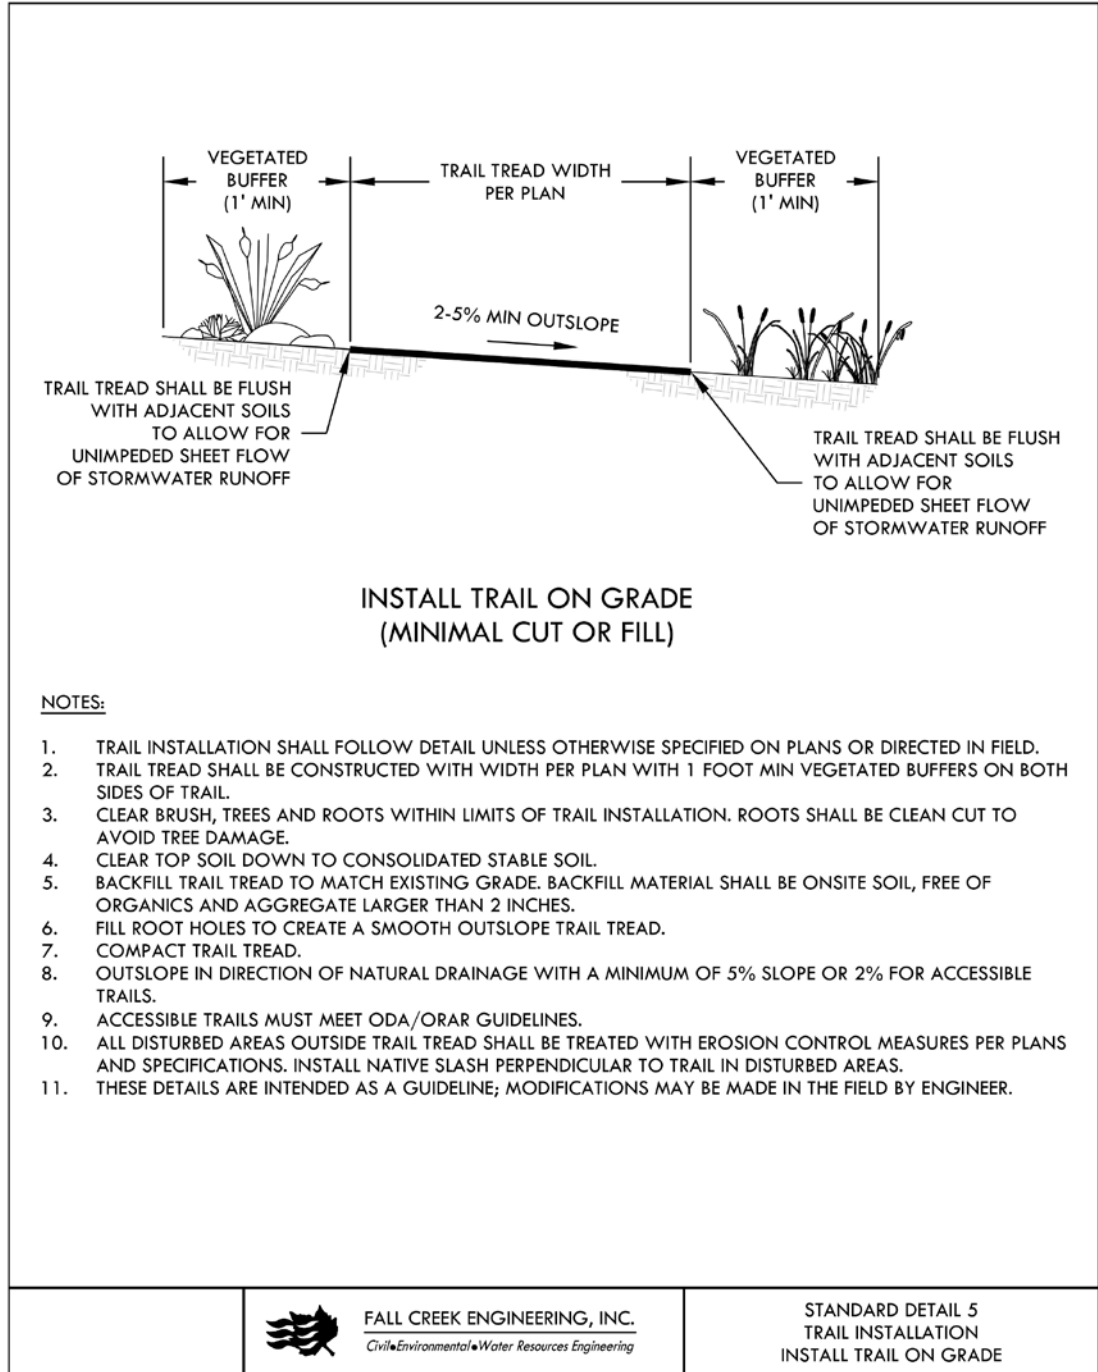 VEGETATED
BUFFER
(1' MIN)
TRAIL TREAD WIDTH
PER PLAN
VEGETATED
BUFFER
(1' MIN)
2-5% MIN OUTSLOPE
TRAIL TREAD SHALL BE FLUSH
WITH ADJACENT SOILS
TO ALLOW FOR
UNIMPEDED SHEET FLOW
OF STORMWATER RUNOFF
TRAIL TREAD SHALL BE FLUSH
WITH ADJACENT SOILS
TO ALLOW FOR
UNIMPEDED SHEET FLOW
OF STORMWATER RUNOFF
INSTALL TRAIL ON GRADE
(MINIMAL CUT OR FILL)
NOTES:
1. TRAIL INSTALLATION SHALL FOLLOW DETAIL UNLESS OTHERWISE SPECIFIED ON PLANS OR DIRECTED IN FIELD.
2. TRAIL TREAD SHALL BE CONSTRUCTED WITH WIDTH PER PLAN WITH 1 FOOT MIN VEGETATED BUFFERS ON BOTH
SIDES OF TRAIL.
3. CLEAR BRUSH, TREES AND ROOTS WITHIN LIMITS OF TRAIL INSTALLATION. ROOTS SHALL BE CLEAN CUT TO
AVOID TREE DAMAGE.
4. CLEAR TOP SOIL DOWN TO CONSOLIDATED STABLE SOIL.
5. BACKFILL TRAIL TREAD TO MATCH EXISTING GRADE. BACKFILL MATERIAL SHALL BE ONSITE SOIL, FREE OF
ORGANICS AND AGGREGATE LARGER THAN 2 INCHES.
6. FILL ROOT HOLES TO CREATE A SMOOTH OUTSLOPE TRAIL TREAD.
7. COMPACT TRAIL TREAD.
8. OUTSLOPE IN DIRECTION OF NATURAL DRAINAGE WITH A MINIMUM OF 5% SLOPE OR 2% FOR ACCESSIBLE
TRAILS.
9. ACCESSIBLE TRAILS MUST MEET ODA/ORAR GUIDELINES.
10. ALL DISTURBED AREAS OUTSIDE TRAIL TREAD SHALL BE TREATED WITH EROSION CONTROL MEASURES PER PLANS
AND SPECIFICATIONS. INSTALL NATIVE SLASH PERPENDICULAR TO TRAIL IN DISTURBED AREAS.
11. THESE DETAILS ARE INTENDED AS A GUIDELINE; MODIFICATIONS MAY BE MADE IN THE FIELD BY ENGINEER.
FALL CREEK ENGINEERING, INC.
Civil●Environmental●Water Resources Engineering
STANDARD DETAIL 5
TRAIL INSTALLATION
INSTALL TRAIL ON GRADE